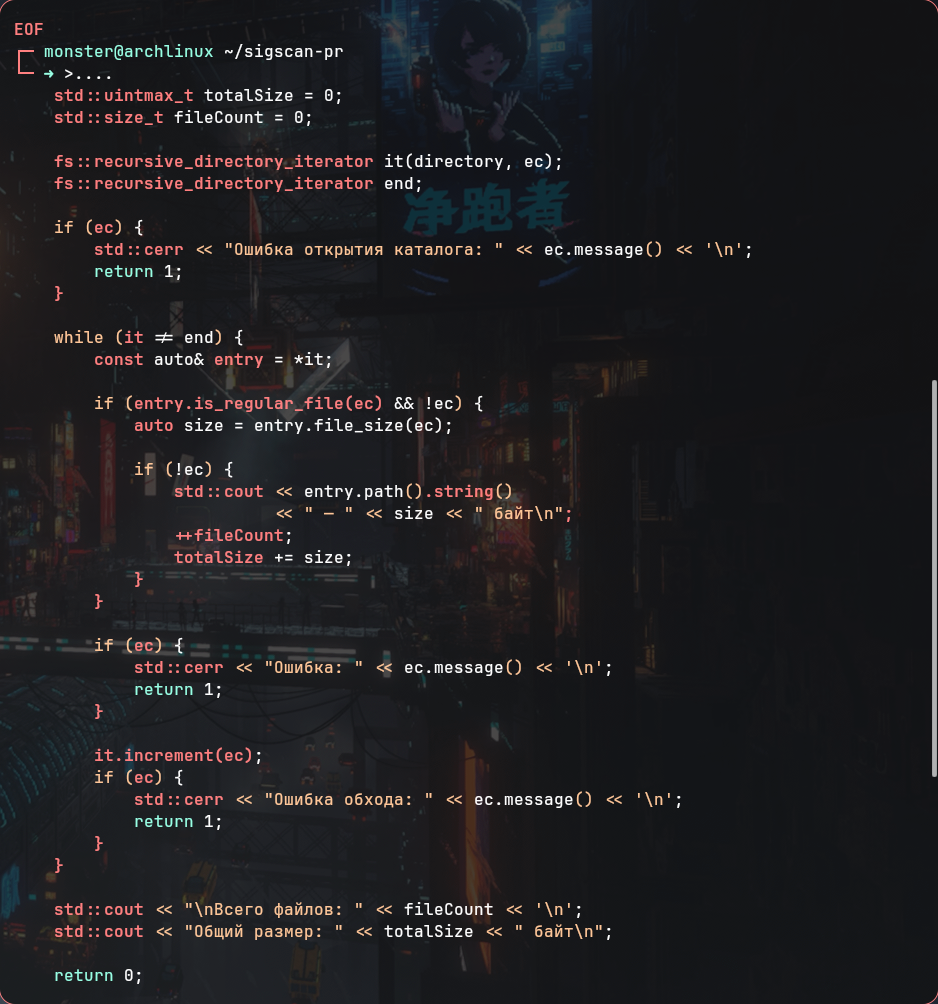 EOF
monster@archlinux ~/sigscan-pr
➜ >....
std::uintmax_t totalSize = 0;
std::size_t fileCount = 0;
fs::recursive_directory_iterator it(directory, ec);
fs::recursive_directory_iterator end;
if (ec) {
std::cerr << "Ошибка открытия каталога: " << ec.message() << '\n';
return 1;
}
while (it != end) {
const auto& entry = *it;
if (entry.is_regular_file(ec) && !ec) {
auto size = entry.file_size(ec);
if (!ec) {
std::cout << entry.path().string()
<< " — " << size << " байт\n";
++fileCount;
totalSize += size;
}
}
if (ec) {
std::cerr << "Ошибка: " << ec.message() << '\n';
return 1;
}
it.increment(ec);
if (ec) {
std::cerr << "Ошибка обхода: " << ec.message() << '\n';
return 1;
}
}
std::cout << "\nВсего файлов: " << fileCount << '\n';
std::cout << "Общий размер: " << totalSize << " байт\n";
return 0;
净跑者